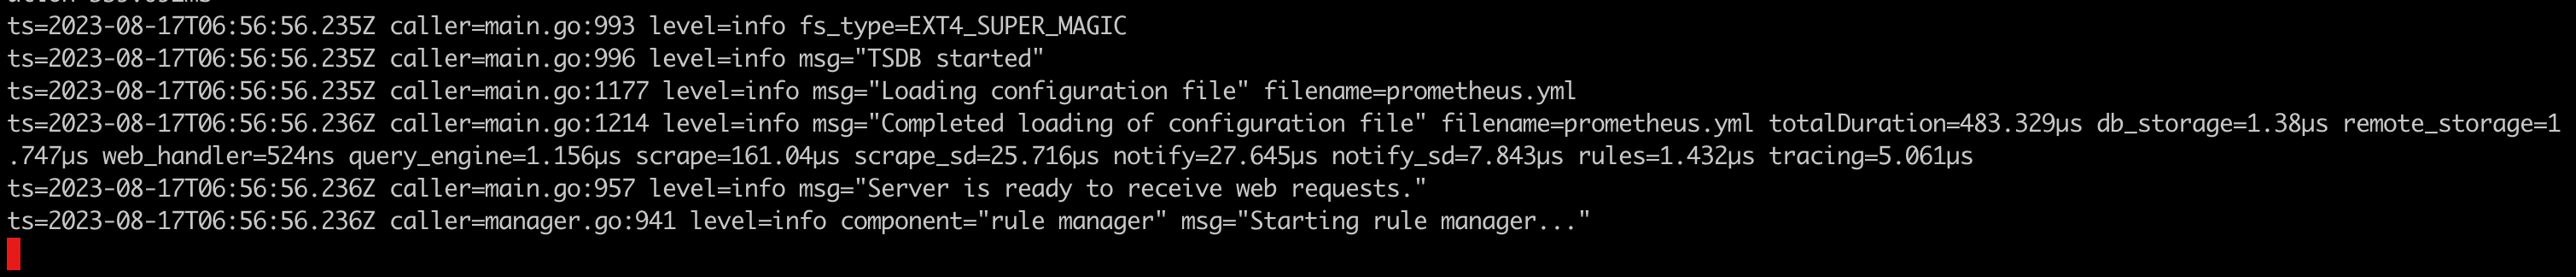 ts=2023-08-17T06:56:56.235Z caller=main.go:993 level=info fs_type=EXT4_SUPER_MAGIC
ts=2023-08-17T06:56:56.235Z caller=main.go:996 level=info msg="TSDB started"
ts=2023-08-17T06:56:56.235Z caller=main.go:1177 level=info msg="Loading configuration file" filename=prometheus.yml
ts=2023-08-17T06:56:56.236Z caller=main.go:1214 level=info msg="Completed loading of configuration file" filename=prometheus.yml totalDuration=483.329µs db_storage=1.38µs remote_storage=1
.747µs web_handler=524ns query_engine=1.156µs scrape=161.04µs scrape_sd=25.716µs notify=27.645µs notify_sd=7.843µs rules=1.432µs tracing=5.061µs
ts=2023-08-17T06:56:56.236Z caller=main.go:957 level=info msg="Server is ready to receive web requests."
ts=2023-08-17T06:56:56.236Z caller=manager.go:941 level=info component="rule manager" msg="Starting rule manager..."